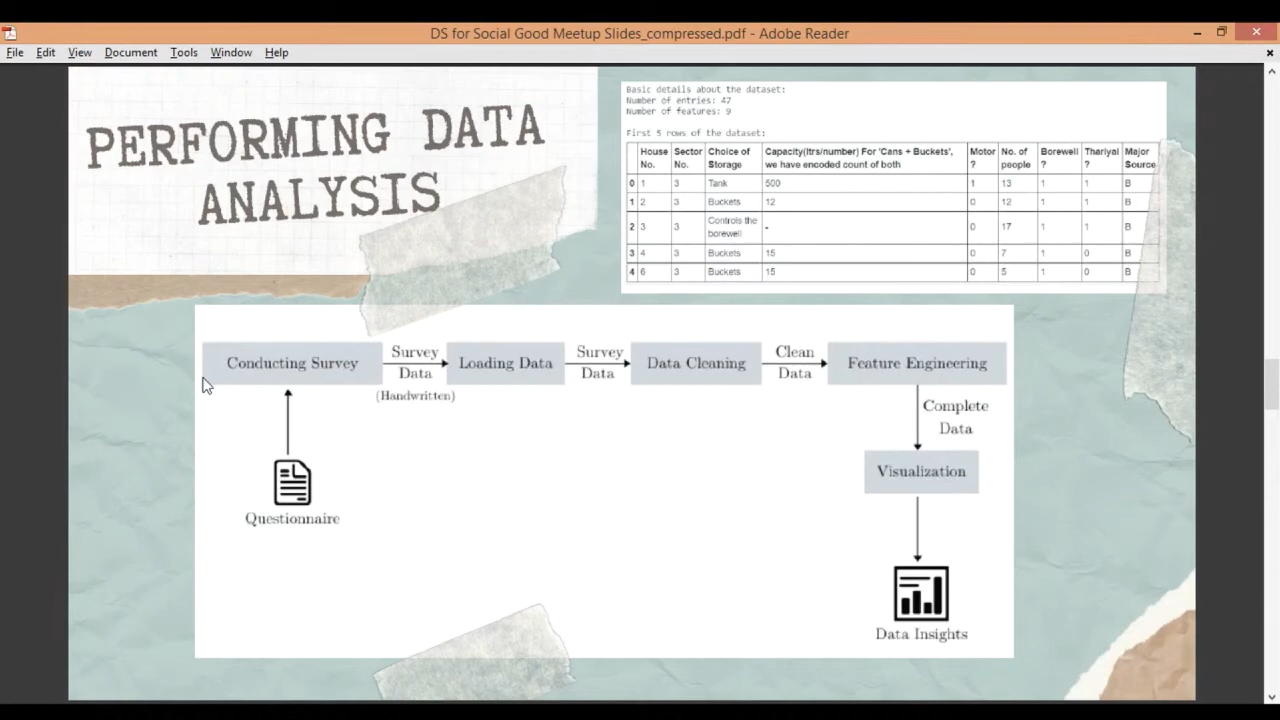 DS for Social Good Meetup Slides_compressed.pdf - Adobe Reader
File Edit View Document Tools Window Help
PERFORMING DATA
ANALYSIS
Basic details about the dataset:
Number of entries: 47
Number of features: 9
First 5 rows of the dataset:
House No. Sector No. Choice of Storage Capacity(ltrs/number) For 'Cans + Buckets', we have encoded count of both Motor ? No. of people Borewell ? Thariyal ? Major Source
0 1 3 Tank 500 1 13 1 1 B
1 2 3 Buckets 12 0 12 1 1 B
2 3 3 Controls the borewell - 0 17 1 1 B
3 4 3 Buckets 15 0 7 1 0 B
4 6 3 Buckets 15 0 5 1 0 B
Conducting Survey
Survey
Data
(Handwritten)
Loading Data
Survey
Data
Data Cleaning
Clean
Data
Feature Engineering
Complete
Data
Visualization
Questionnaire
Data Insights